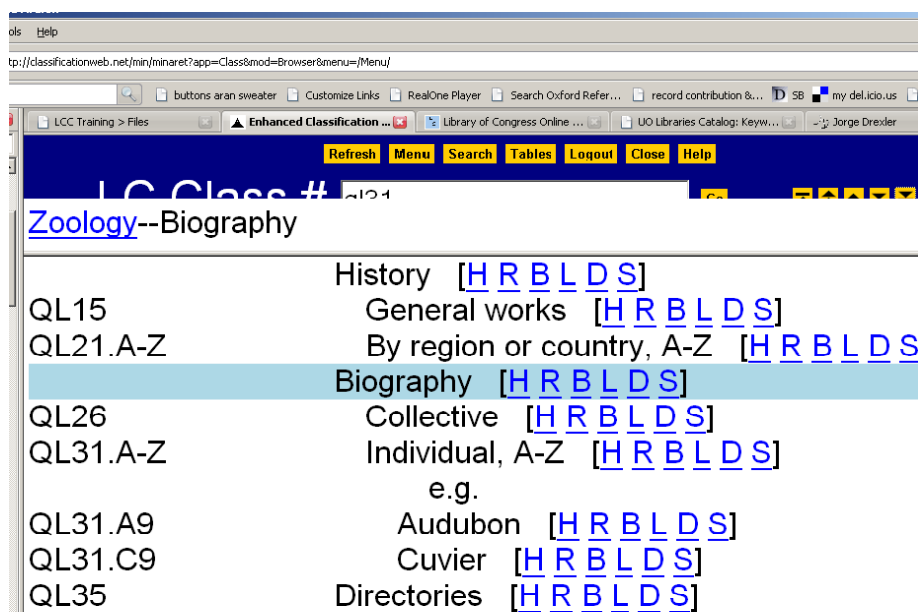 ols Help
tp://classificationweb.net/min/minaret?app=Class&mod=Browser&menu=/Menu/
buttons aran sweater Customize Links RealOne Player Search Oxford Refer... record contribution &... D SB my del.icio.us
LCC Training > Files Enhanced Classification ... Library of Congress Online ... UO Libraries Catalog: Keyw... Jorge Drexler
Refresh Menu Search Tables Logout Close Help
LC Class # ql31 Go
Zoology--Biography
History [H R B L D S]
QL15 General works [H R B L D S]
QL21.A-Z By region or country, A-Z [H R B L D S
Biography [H R B L D S]
QL26 Collective [H R B L D S]
QL31.A-Z Individual, A-Z [H R B L D S]
e.g.
QL31.A9 Audubon [H R B L D S]
QL31.C9 Cuvier [H R B L D S]
QL35 Directories [H R B L D S]